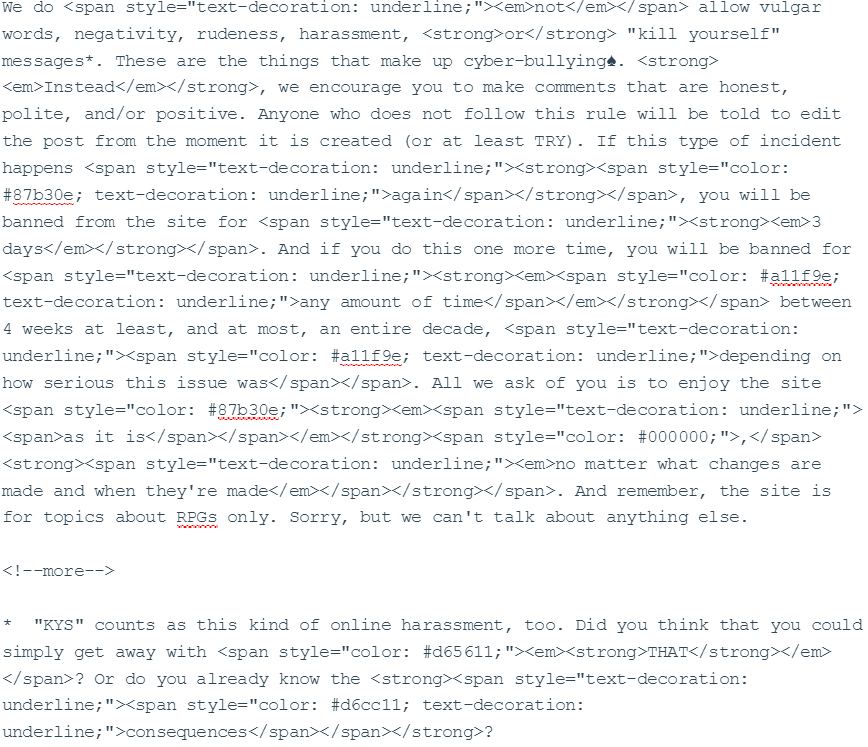 We do <span style="text-decoration: underline;"><em>not</em></span> allow vulgar
words, negativity, rudeness, harassment, <strong>or</strong> "kill yourself"
messages*. These are the things that make up cyber-bullying♠. <strong>
<em>Instead</em></strong>, we encourage you to make comments that are honest,
polite, and/or positive. Anyone who does not follow this rule will be told to edit
the post from the moment it is created (or at least TRY). If this type of incident
happens <span style="text-decoration: underline;"><strong><span style="color:
#87b30e; text-decoration: underline;">again</span></strong></span>, you will be
banned from the site for <span style="text-decoration: underline;"><strong><em>3
days</em></strong></span>. And if you do this one more time, you will be banned for
<span style="text-decoration: underline;"><strong><em><span style="color: #a11f9e;
text-decoration: underline;">any amount of time</span></em></strong></span> between
4 weeks at least, and at most, an entire decade, <span style="text-decoration:
underline;"><span style="color: #a11f9e; text-decoration: underline;">depending on
how serious this issue was</span></span>. All we ask of you is to enjoy the site
<span style="color: #87b30e;"><strong><em><span style="text-decoration: underline;">
<span>as it is</span></span></em></strong><span style="color: #000000;">,</span>
<strong><span style="text-decoration: underline;"><em>no matter what changes are
made and when they're made</em></span></strong></span>. And remember, the site is
for topics about RPGs only. Sorry, but we can't talk about anything else.
<!--more-->
*  "KYS" counts as this kind of online harassment, too. Did you think that you could
simply get away with <span style="color: #d65611;"><em><strong>THAT</strong></em>
</span>? Or do you already know the <strong><span style="text-decoration:
underline;"><span style="color: #d6cc11; text-decoration:
underline;">consequences</span></span></strong>?